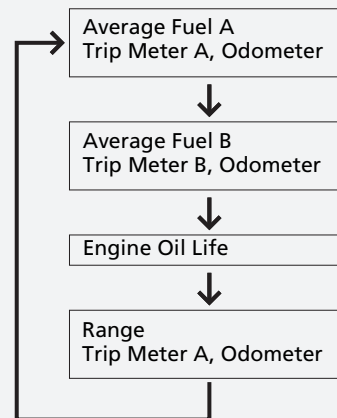 Average Fuel A
Trip Meter A, Odometer
Average Fuel B
Trip Meter B, Odometer
Engine Oil Life
Range
Trip Meter A, Odometer